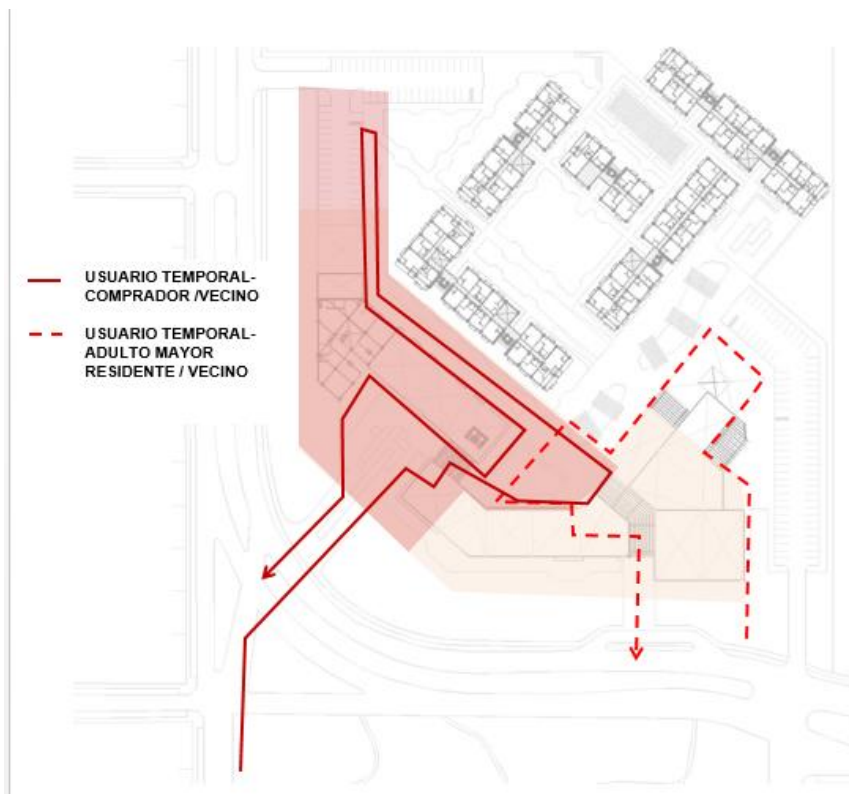 USUARIO TEMPORAL-
COMPRADOR /VECINO
USUARIO TEMPORAL-
ADULTO MAYOR
RESIDENTE / VECINO